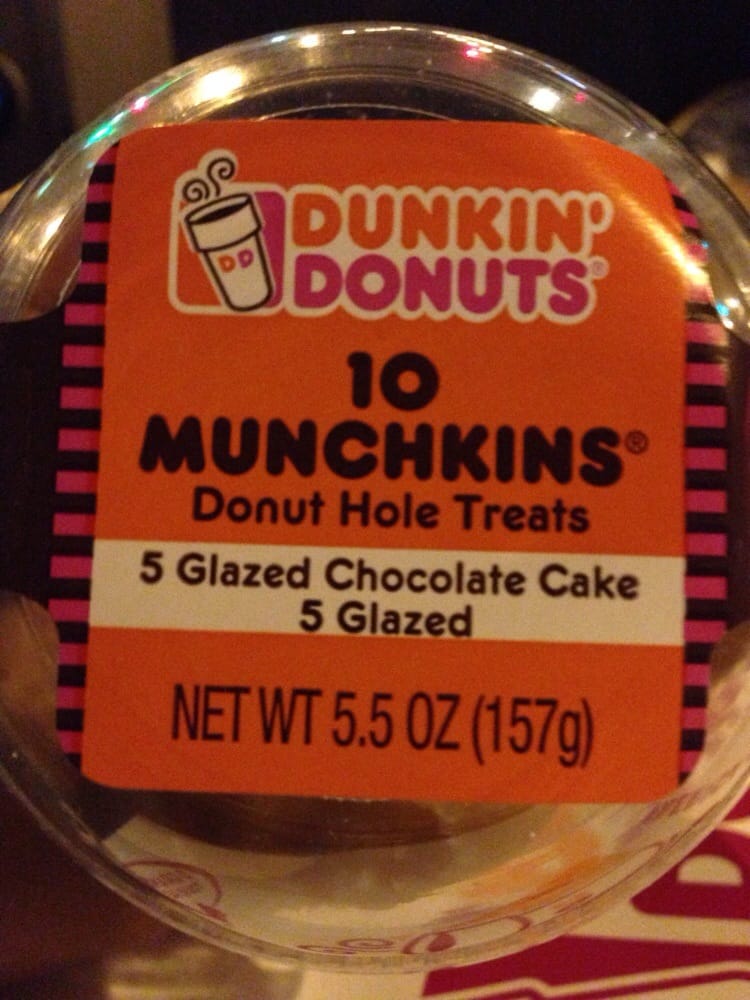 DD
DUNKIN'
DONUTS®
10
MUNCHKINS®
Donut Hole Treats
5 Glazed Chocolate Cake
5 Glazed
NET WT 5.5 OZ (157g)